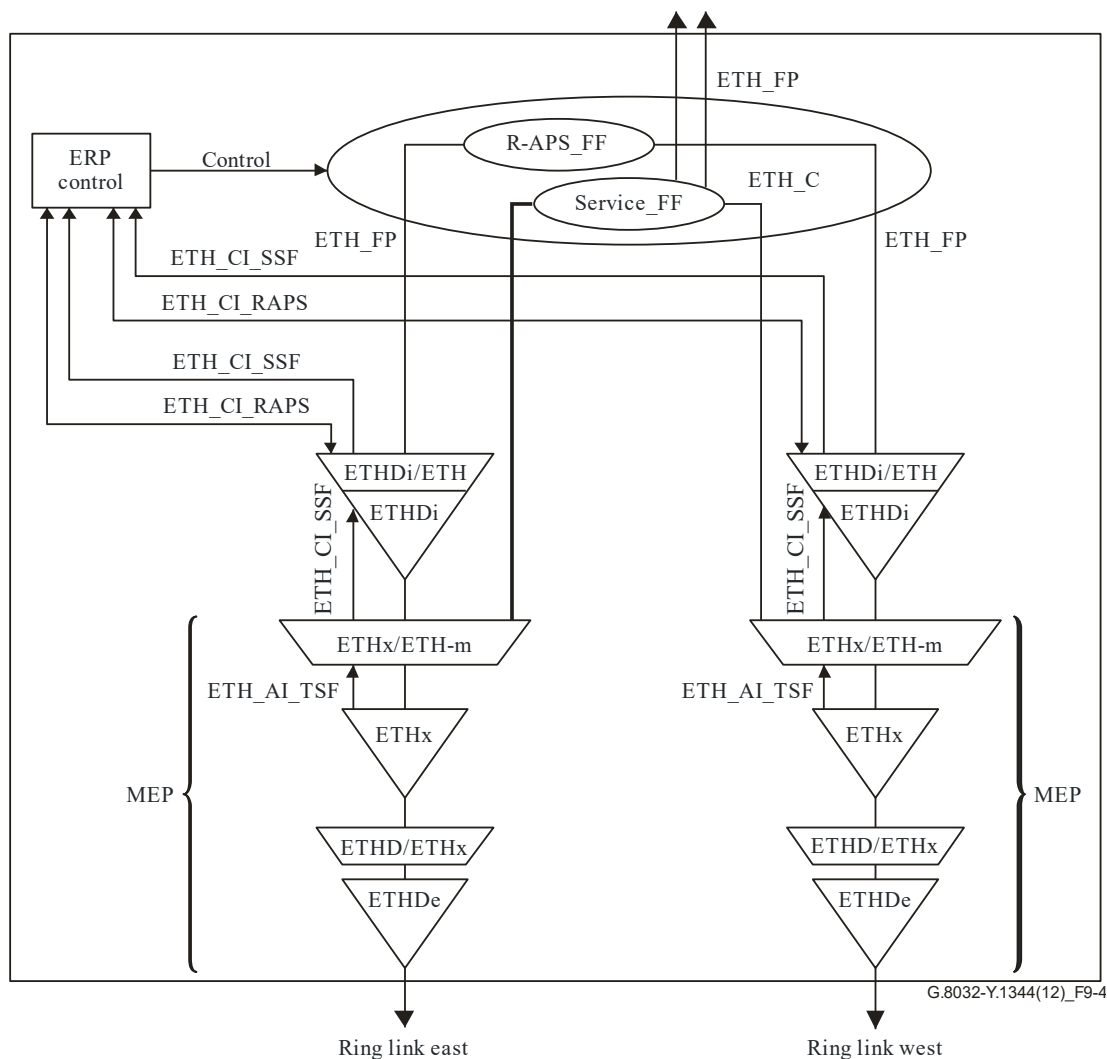 ETH_FP
R-APS_FF
ERP
control
Control
ETH_C
Service_FF
ETH_FP
ETH_FP
ETH_CI_SSF
ETH_CI_RAPS
ETH_CI_SSF
ETH_CI_RAPS
ETHDi/ETH
ETHDi/ETH
ETHDi
ETHDi
ETH_CI_SSF
ETH_CI_SSF
ETHx/ETH-m
ETHx/ETH-m
ETH_AI_TSF
ETH_AI_TSF
ETHx
ETHx
MEP
MEP
ETHD/ETHx
ETHD/ETHx
ETHDe
ETHDe
G.8032-Y.1344(12)_F9-4
Ring link east
Ring link west